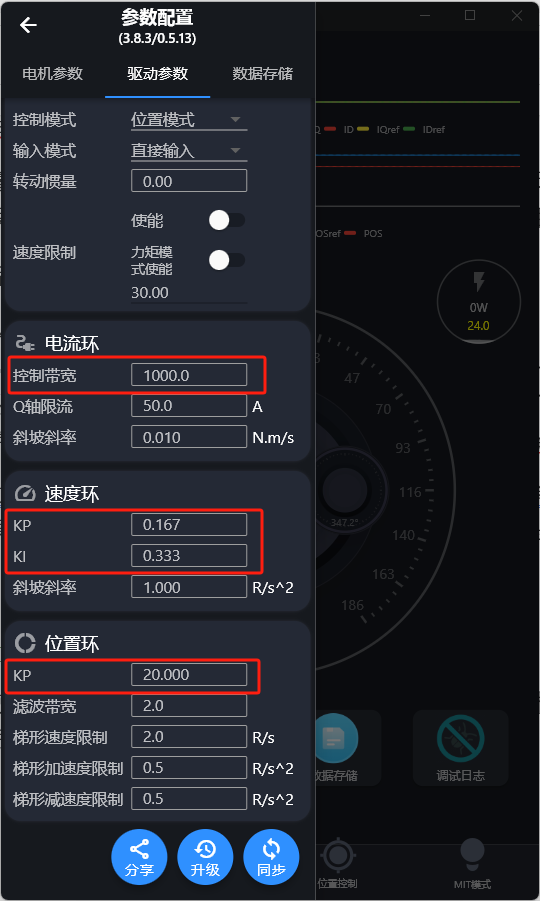 参数配置
(3.8.3/0.5.13)
电机参数 驱动参数 数据存储
控制模式 位置模式
输入模式 直接输入
转动惯量 0.00
使能
速度限制
力矩模
式使能
30.00
电流环
控制带宽 1000.0
Q轴限流 50.0 A
斜坡斜率 0.010 N.m/s
速度环
KP 0.167
KI 0.333
斜坡斜率 1.000 R/s^2
位置环
KP 20.000
滤波带宽 2.0
梯形速度限制 2.0 R/s
梯形加速度限制 0.5 R/s^2
梯形减速度限制 0.5 R/s^2
分享 升级 同步
Q ID IQref IDref
OSref POS
0W
24.0
47
70
93
116
140
163
186
347.2°
数据存储 调试日志
位置控制 MIT模式